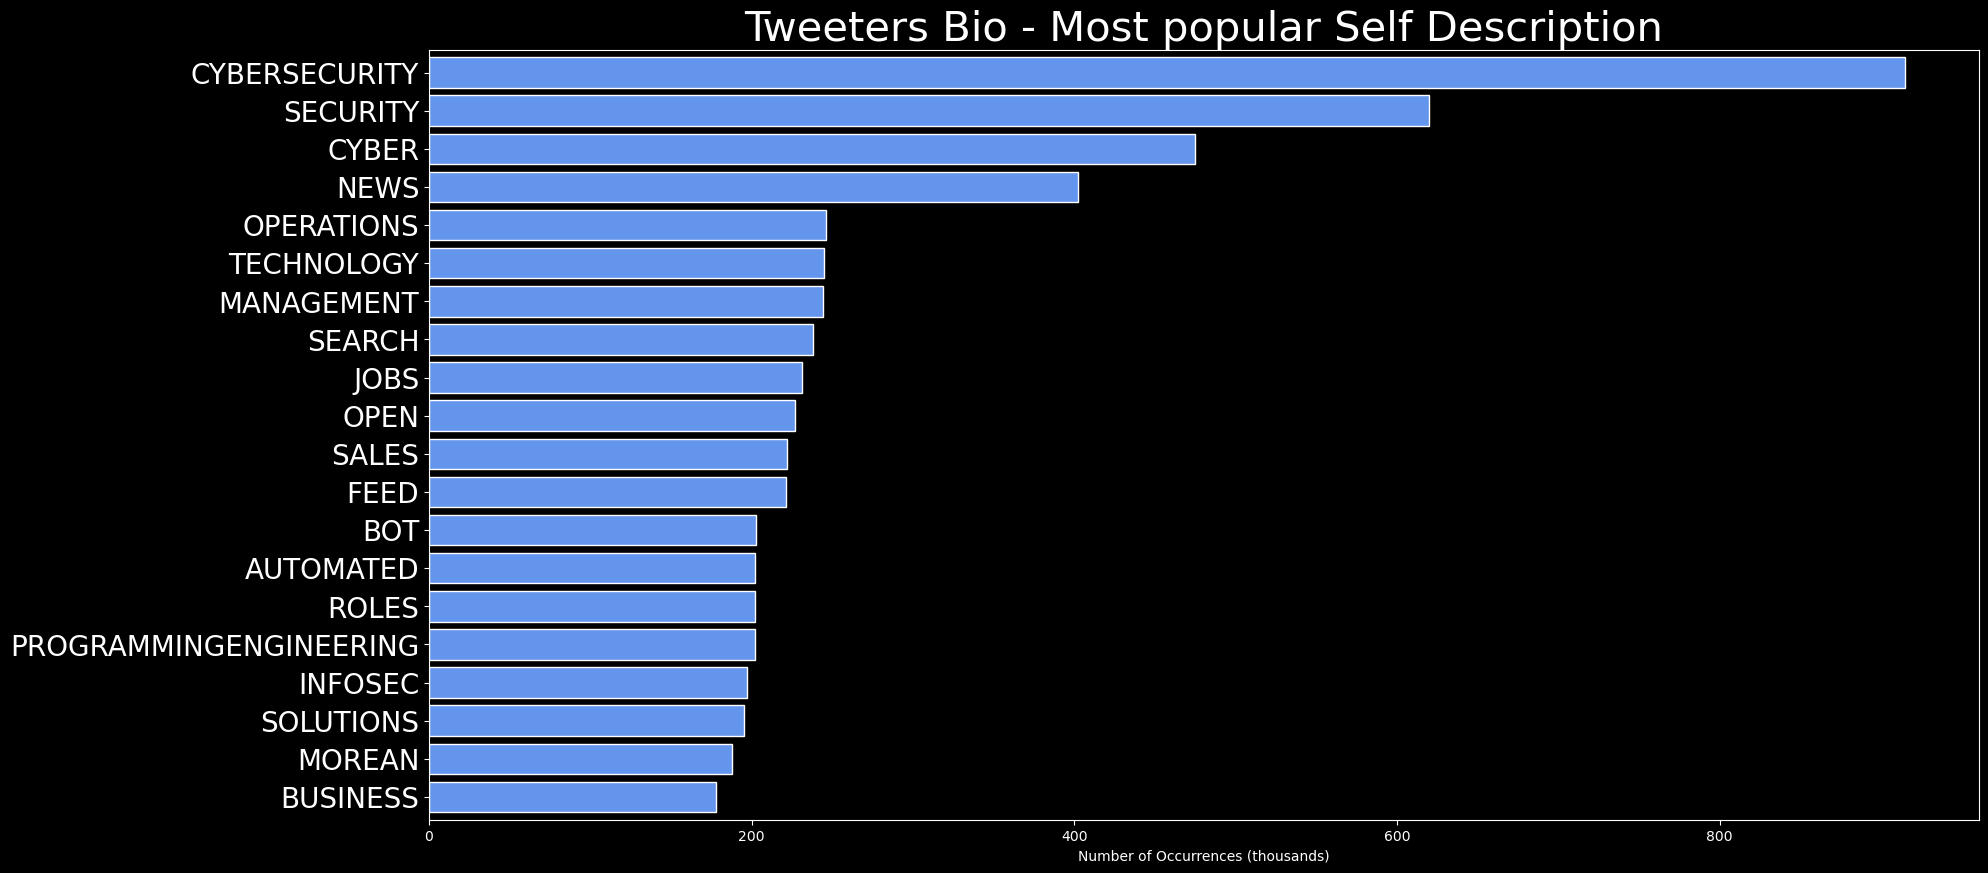 Tweeters Bio - Most popular Self Description
CYBERSECURITY
SECURITY
CYBER
NEWS
OPERATIONS
TECHNOLOGY
MANAGEMENT
SEARCH
JOBS
OPEN
SALES
FEED
BOT
AUTOMATED
ROLES
PROGRAMMINGENGINEERING
INFOSEC
SOLUTIONS
MOREAN
BUSINESS
0 200 400 600 800
Number of Occurrences (thousands)